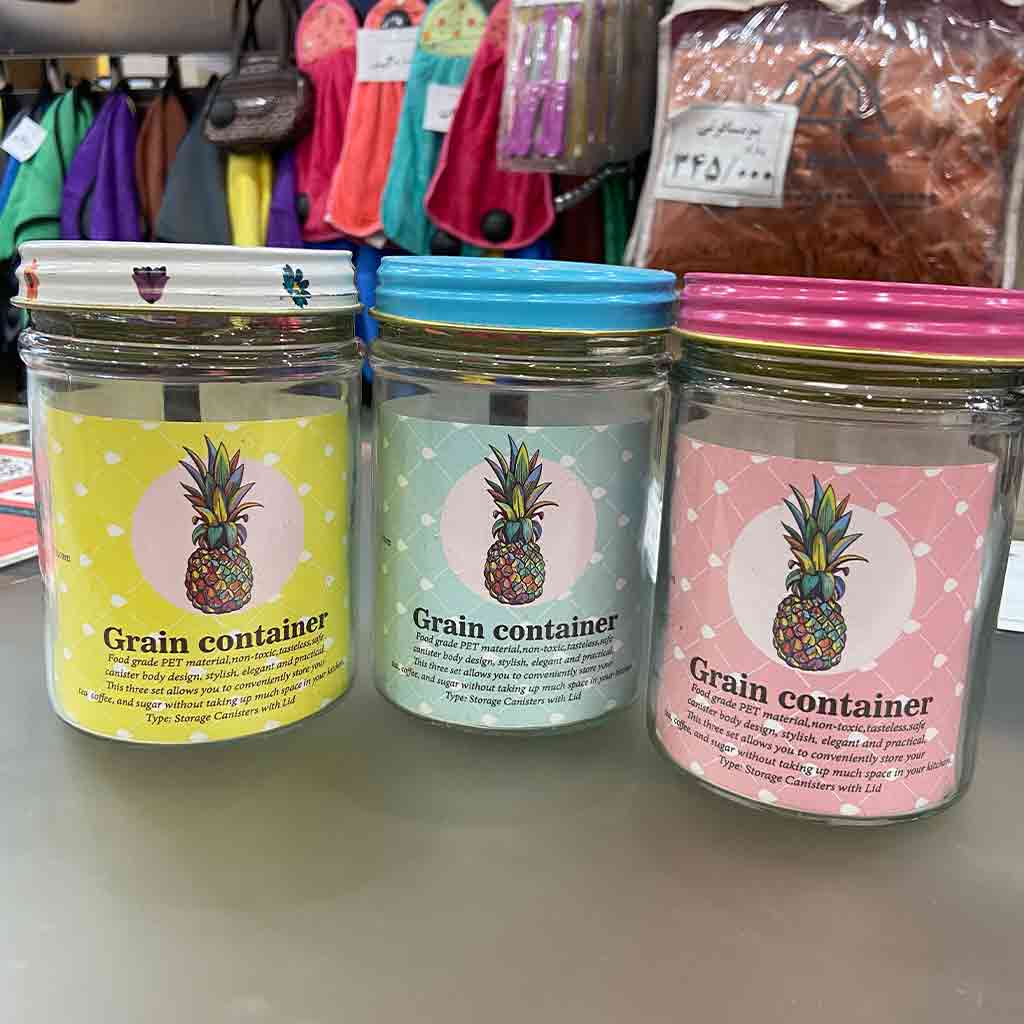 ۳۴۵/۰۰۰
Grain container
Food grade PET material,non-toxic,tasteless,safe
canister body design, stylish, elegant and practical,
This three set allows you to conveniently store your
tea, coffee, and sugar without taking up much space in your kitchen,
Type: Storage Canisters with Lid
Grain container
Food grade PET material,non-toxic,tasteless,safe
canister body design, stylish, elegant and practical,
This three set allows you to conveniently store your
tea, coffee, and sugar without taking up much space in your kitchen,
Type: Storage Canisters with Lid
Grain container
Food grade PET material,non-toxic,tasteless,safe
canister body design, stylish, elegant and practical,
This three set allows you to conveniently store your
tea, coffee, and sugar without taking up much space in your kitchen,
Type: Storage Canisters with Lid